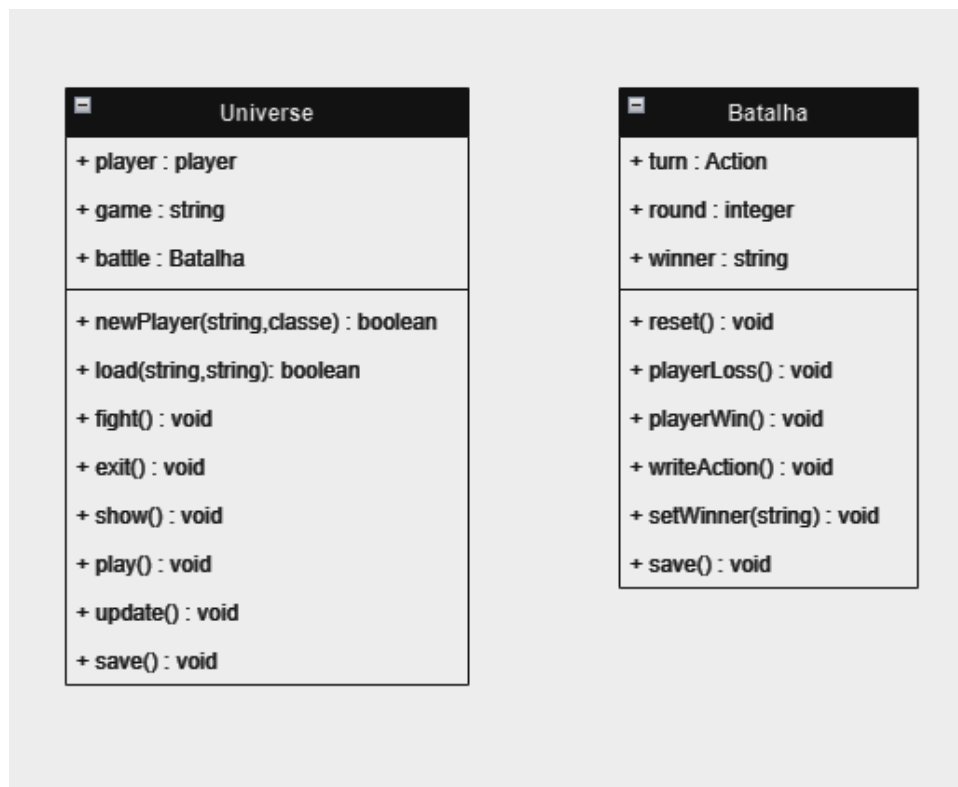 Universe
+ player : player
+ game : string
+ battle : Batalha
+ newPlayer(string,classe) : boolean
+ load(string,string): boolean
+ fight() : void
+ exit() : void
+ show() : void
+ play() : void
+ update() : void
+ save() : void
Batalha
+ turn : Action
+ round : integer
+ winner : string
+ reset() : void
+ playerLoss() : void
+ playerWin() : void
+ writeAction() : void
+ setWinner(string) : void
+ save() : void